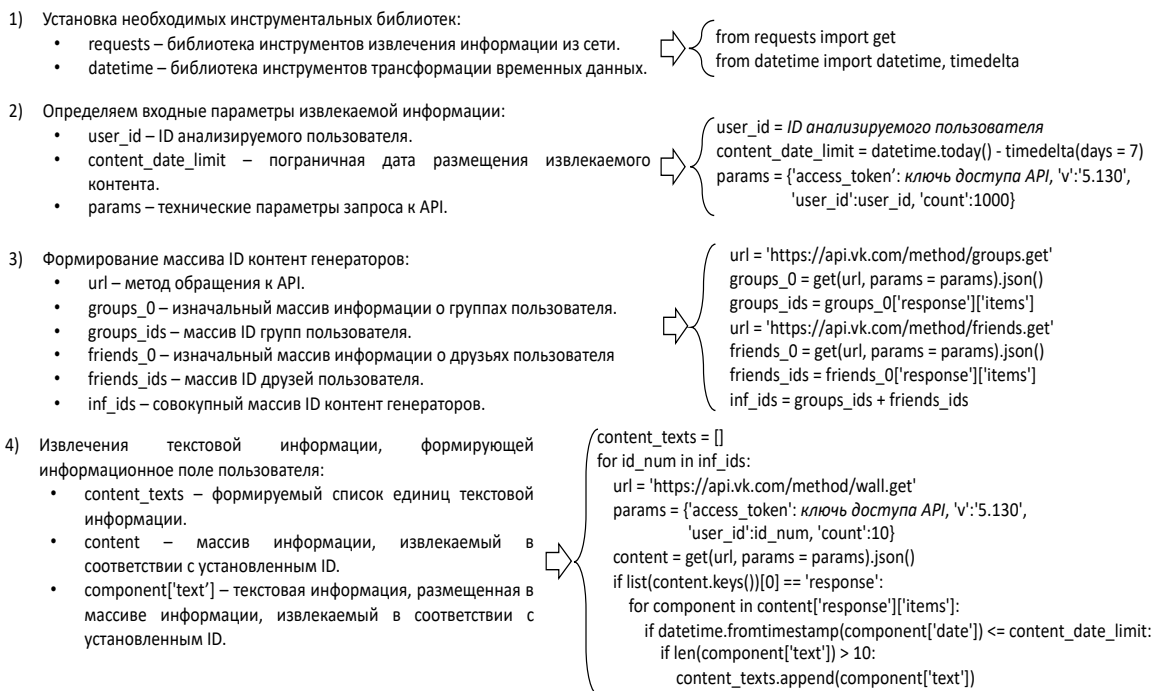 1) Установка необходимых инструментальных библиотек:
• requests – библиотека инструментов извлечения информации из сети.
• datetime – библиотека инструментов трансформации временных данных.
from requests import get
from datetime import datetime, timedelta
2) Определяем входные параметры извлекаемой информации:
• user_id – ID анализируемого пользователя.
• content_date_limit – пограничная дата размещения извлекаемого
контента.
• params – технические параметры запроса к API.
user_id = ID анализируемого пользователя
content_date_limit = datetime.today() - timedelta(days = 7)
params = {'access_token’: ключь доступа API, 'v':'5.130',
'user_id':user_id, 'count':1000}
3) Формирование массива ID контент генераторов:
• url – метод обращения к API.
• groups_0 – изначальный массив информации о группах пользователя.
• groups_ids – массив ID групп пользователя.
• friends_0 – изначальный массив информации о друзьях пользователя
• friends_ids – массив ID друзей пользователя.
• inf_ids – совокупный массив ID контент генераторов.
url = 'https://api.vk.com/method/groups.get'
groups_0 = get(url, params = params).json()
groups_ids = groups_0['response']['items']
url = 'https://api.vk.com/method/friends.get'
friends_0 = get(url, params = params).json()
friends_ids = friends_0['response']['items']
inf_ids = groups_ids + friends_ids
4) Извлечения текстовой информации, формирующей
информационное поле пользователя:
• content_texts – формируемый список единиц текстовой
информации.
• content – массив информации, извлекаемый в
соответствии с установленным ID.
• component['text’] – текстовая информация, размещенная в
массиве информации, извлекаемый в соответствии с
установленным ID.
content_texts = []
for id_num in inf_ids:
url = 'https://api.vk.com/method/wall.get'
params = {'access_token': ключь доступа API, 'v':'5.130',
'user_id':id_num, 'count':10}
content = get(url, params = params).json()
if list(content.keys())[0] == 'response':
for component in content['response']['items']:
if datetime.fromtimestamp(component['date']) <= content_date_limit:
if len(component['text']) > 10:
content_texts.append(component['text'])